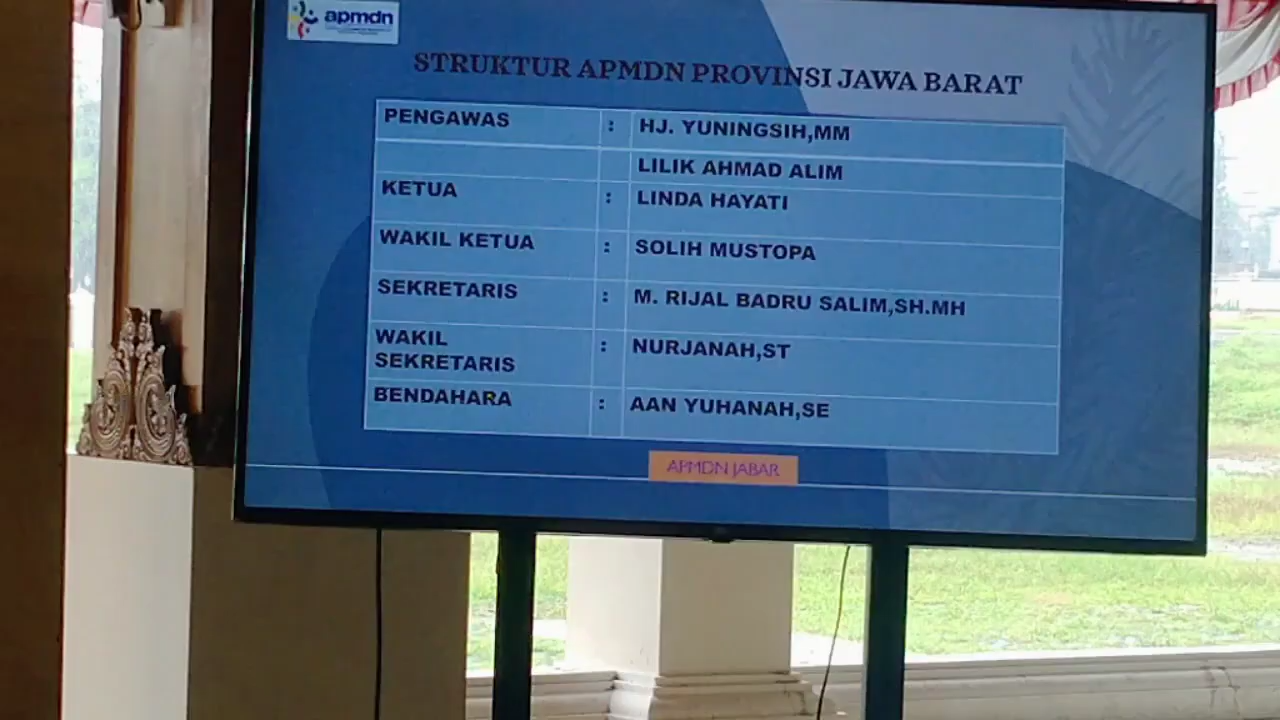 apmdn
STRUKTUR APMDN PROVINSI JAWA BARAT
PENGAWAS : HJ. YUNINGSIH,MM
LILIK AHMAD ALIM
KETUA : LINDA HAYATI
WAKIL KETUA : SOLIH MUSTOPA
SEKRETARIS : M. RIJAL BADRU SALIM,SH.MH
WAKIL
SEKRETARIS : NURJANAH,ST
BENDAHARA : AAN YUHANAH,SE
APMDN JABAR